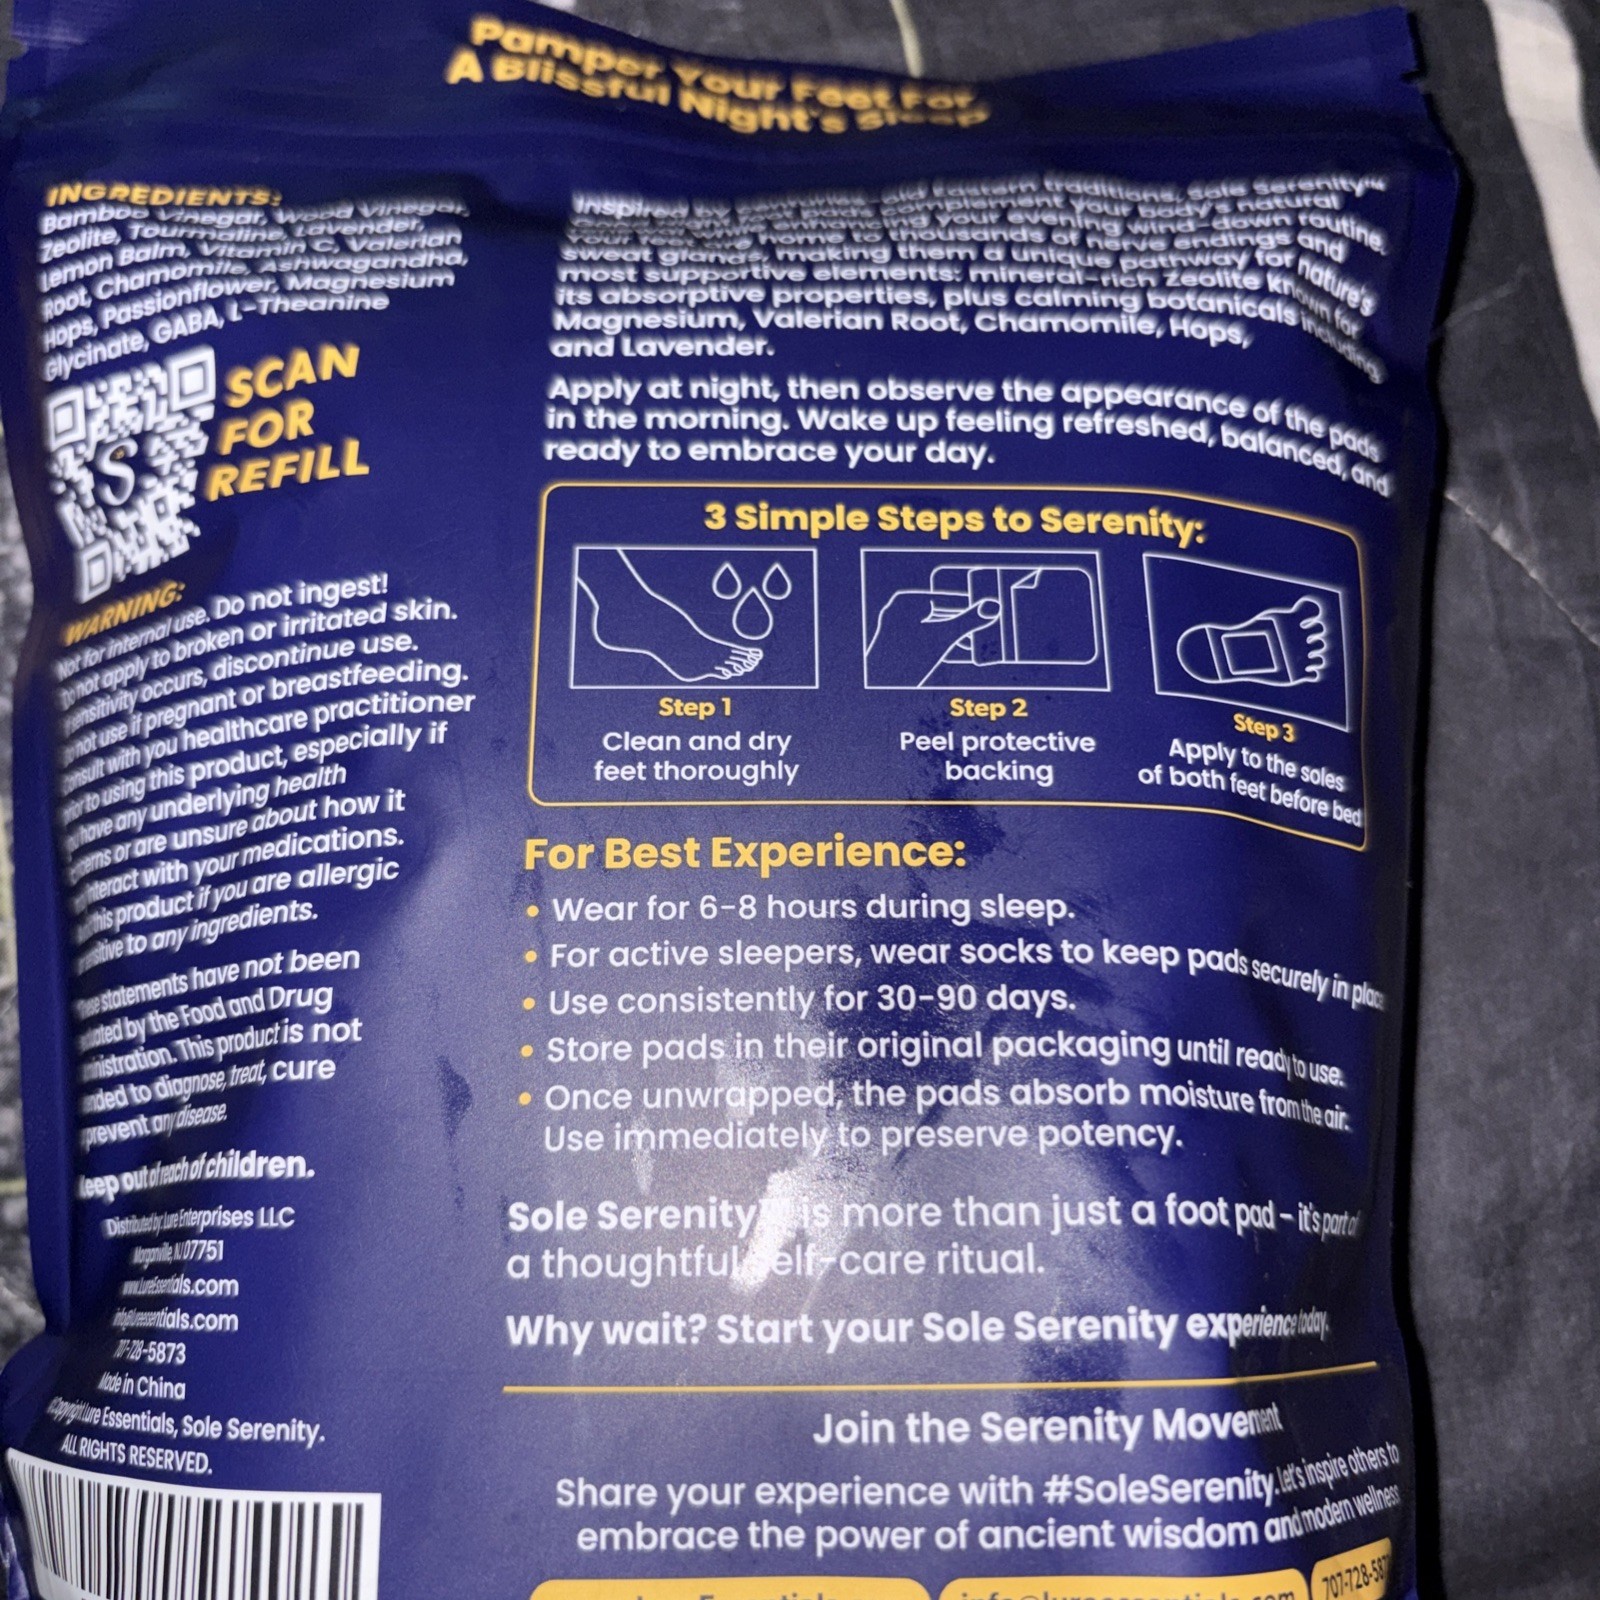 Pamper Your Feet For
A Blissful Night's Sleep
INGREDIENTS:
Bamboo Vinegar, Wood Vinegar,
Zeolite, Tourmaline, Lavender,
Lemon Balm, Vitamin C, Valerian
Root, Chamomile, Ashwagandha,
Hops, Passionflower, Magnesium
Glycinate, GABA, L-Theanine
SCAN
FOR
REFILL
WARNING:
Not for internal use. Do not ingest!
Do not apply to broken or irritated skin.
If sensitivity occurs, discontinue use.
Do not use if pregnant or breastfeeding.
Consult with you healthcare practitioner
prior to using this product, especially if
you have any underlying health
or are unsure about how it
interact with your medications.
this product if you are allergic
to any ingredients.
statements have not been
by the Food and Drug
This product is not
to diagnose, treat, cure
prevent any disease.
Keep out of reach of children.
Distributed by: Lure Enterprises LLC
Morganville, NJ 07751
www.LureEssentials.com
info@lureessentials.com
707-728-5873
Made in China
©Copyright Lure Essentials, Sole Serenity.
ALL RIGHTS RESERVED.
Inspired by Eastern traditions, Sole Serenity™
your body's natural
your evening wind-down routine.
home to thousands of nerve endings and
sweat glands, making them a unique pathway for nature's
most supportive elements: mineral-rich Zeolite known for
its absorptive properties, plus calming botanicals including
Magnesium, Valerian Root, Chamomile, Hops,
and Lavender.
Apply at night, then observe the appearance of the pads
in the morning. Wake up feeling refreshed, balanced, and
ready to embrace your day.
3 Simple Steps to Serenity:
Step 1
Clean and dry
feet thoroughly
Step 2
Peel protective
backing
Step 3
Apply to the soles
of both feet before bed
For Best Experience:
• Wear for 6-8 hours during sleep.
• For active sleepers, wear socks to keep pads securely in place.
• Use consistently for 30-90 days.
• Store pads in their original packaging until ready to use.
• Once unwrapped, the pads absorb moisture from the air.
Use immediately to preserve potency.
Sole Serenity is more than just a foot pad – it's part of
a thoughtful self-care ritual.
Why wait? Start your Sole Serenity experience today.
Join the Serenity Movement
Share your experience with #SoleSerenity. Let's inspire others to
embrace the power of ancient wisdom and modern wellness
info@lureessentials.com
707-728-587